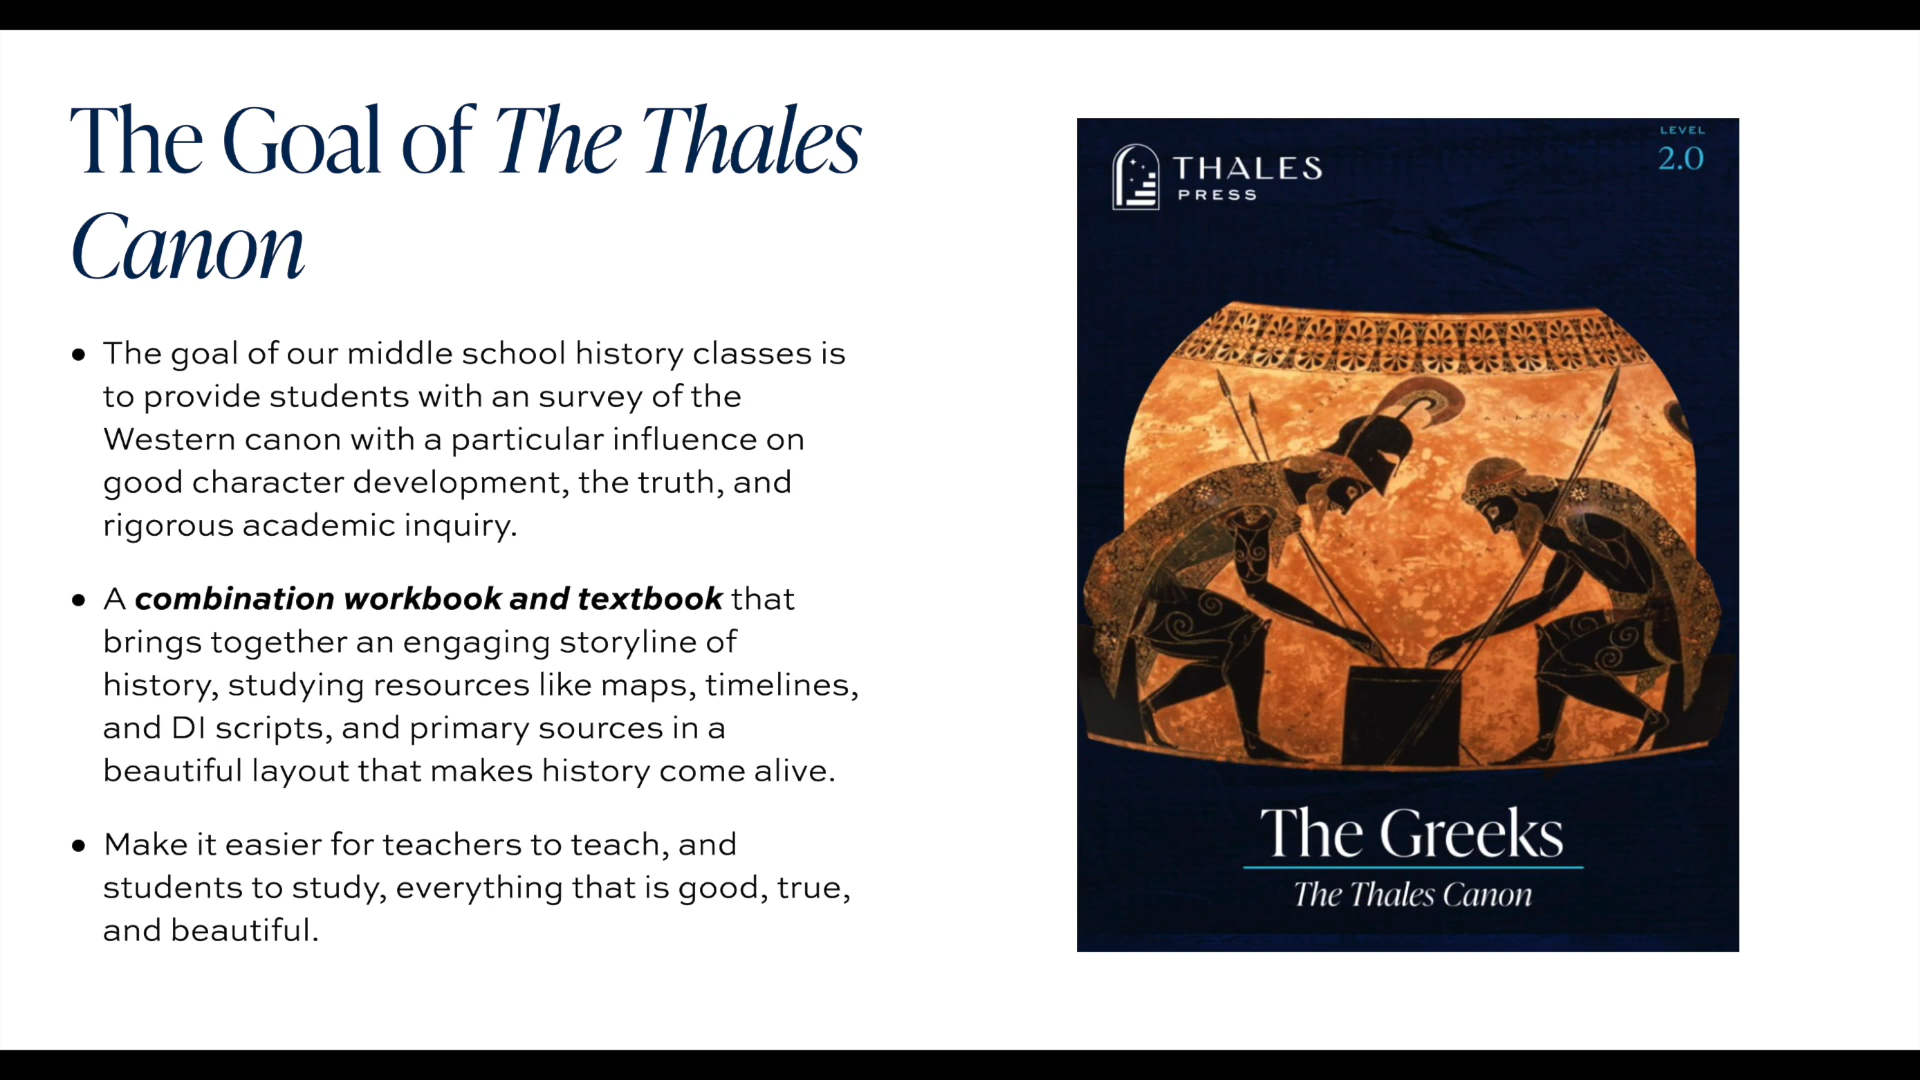 The Goal of The Thales
Canon
• The goal of our middle school history classes is
to provide students with an survey of the
Western canon with a particular influence on
good character development, the truth, and
rigorous academic inquiry.
• A combination workbook and textbook that
brings together an engaging storyline of
history, studying resources like maps, timelines,
and DI scripts, and primary sources in a
beautiful layout that makes history come alive.
• Make it easier for teachers to teach, and
students to study, everything that is good, true,
and beautiful.
THALES
PRESS
LEVEL
2.0
The Greeks
The Thales Canon